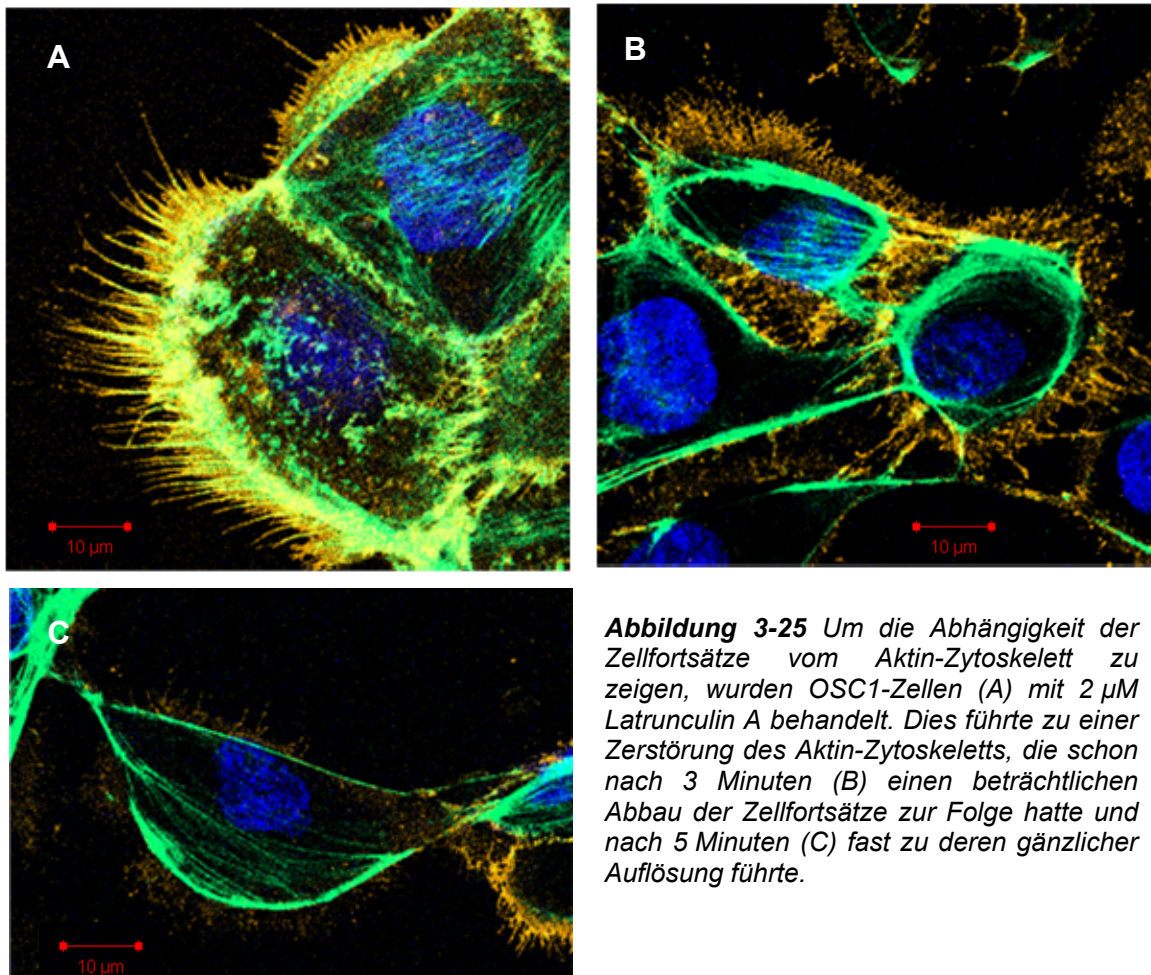 A
B
10 µm
10 µm
C
10 µm
Abbildung 3-25 Um die Abhängigkeit der
Zellfortsätze vom Aktin-Zytoskelett zu
zeigen, wurden OSC1-Zellen (A) mit 2 µM
Latrunculin A behandelt. Dies führte zu einer
Zerstörung des Aktin-Zytoskeletts, die schon
nach 3 Minuten (B) einen beträchtlichen
Abbau der Zellfortsätze zur Folge hatte und
nach 5 Minuten (C) fast zu deren gänzlicher
Auflösung führte.